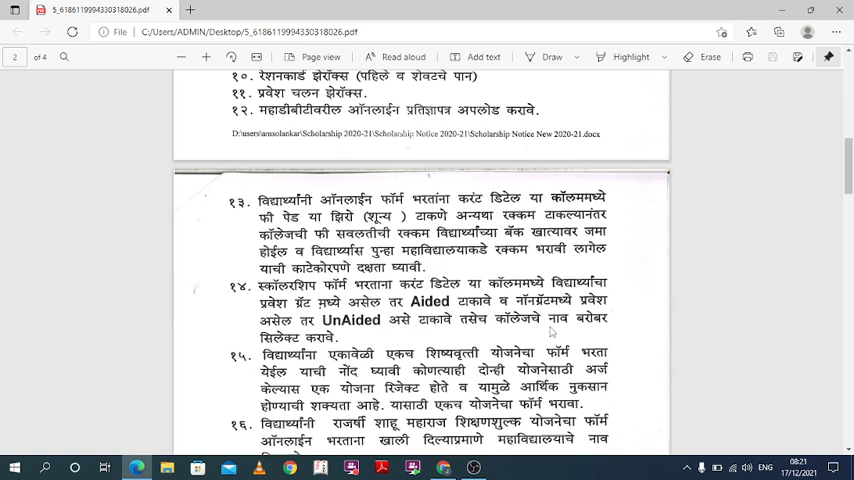 5_6186119994330318026.pdf
File
C:/Users/ADMIN/Desktop/5_6186119994330318026.pdf
2 of 4
Page view
Read aloud
Add text
Draw
Highlight
Erase
१०. रेशनकार्ड झेरॉक्स (पहिले व शेवटचे पान)
११. प्रवेश चलन झेरॉक्स.
१२. महाडीबीटीवरील ऑनलाईन प्रतिज्ञापत्र अपलोड करावे.
D:\users\amsolankar\Scholarship 2020-21\Scholarship Notice 2020-21\Scholarship Notice New 2020-21.docx
१३. विद्यार्थ्यांनी ऑनलाईन फॉर्म भरतांना करंट डिटेल या कॉलममध्ये
फी पेड या झिरो (शून्य ) टाकणे अन्यथा रक्कम टाकल्यानंतर
कॉलेजची फी सवलतीची रक्कम विद्यार्थ्यांच्या बँक खात्यावर जमा
होईल व विद्यार्थ्यास पुन्हा महाविद्यालयाकडे रक्कम भरावी लागेल
याची काटेकोरपणे दक्षता घ्यावी.
१४. स्कॉलरशिप फॉर्म भरताना करंट डिटेल या कॉलममध्ये विद्यार्थ्यांचा
प्रवेश ग्रँट मध्ये असेल तर Aided टाकावे व नॉनग्रँटमध्ये प्रवेश
असेल तर UnAided असे टाकावे तसेच कॉलेजचे नाव बरोबर
सिलेक्ट करावे.
१५. विद्यार्थ्यांना एकावेळी एकच शिष्यवृत्ती योजनेचा फॉर्म भरता
येईल याची नोंद घ्यावी कोणत्याही दोन्ही योजनेसाठी अर्ज
केल्यास एक योजना रिजेक्ट होते व यामुळे आर्थिक नुकसान
होण्याची शक्यता आहे. यासाठी एकच योजनेचा फॉर्म भरावा.
१६. विद्यार्थ्यांनी राजर्षी शाहू महाराज शिक्षणशुल्क योजनेचा फॉर्म
ऑनलाईन भरताना खाली दिल्याप्रमाणे महाविद्यालयाचे नाव
ENG
08:21
17/12/2021